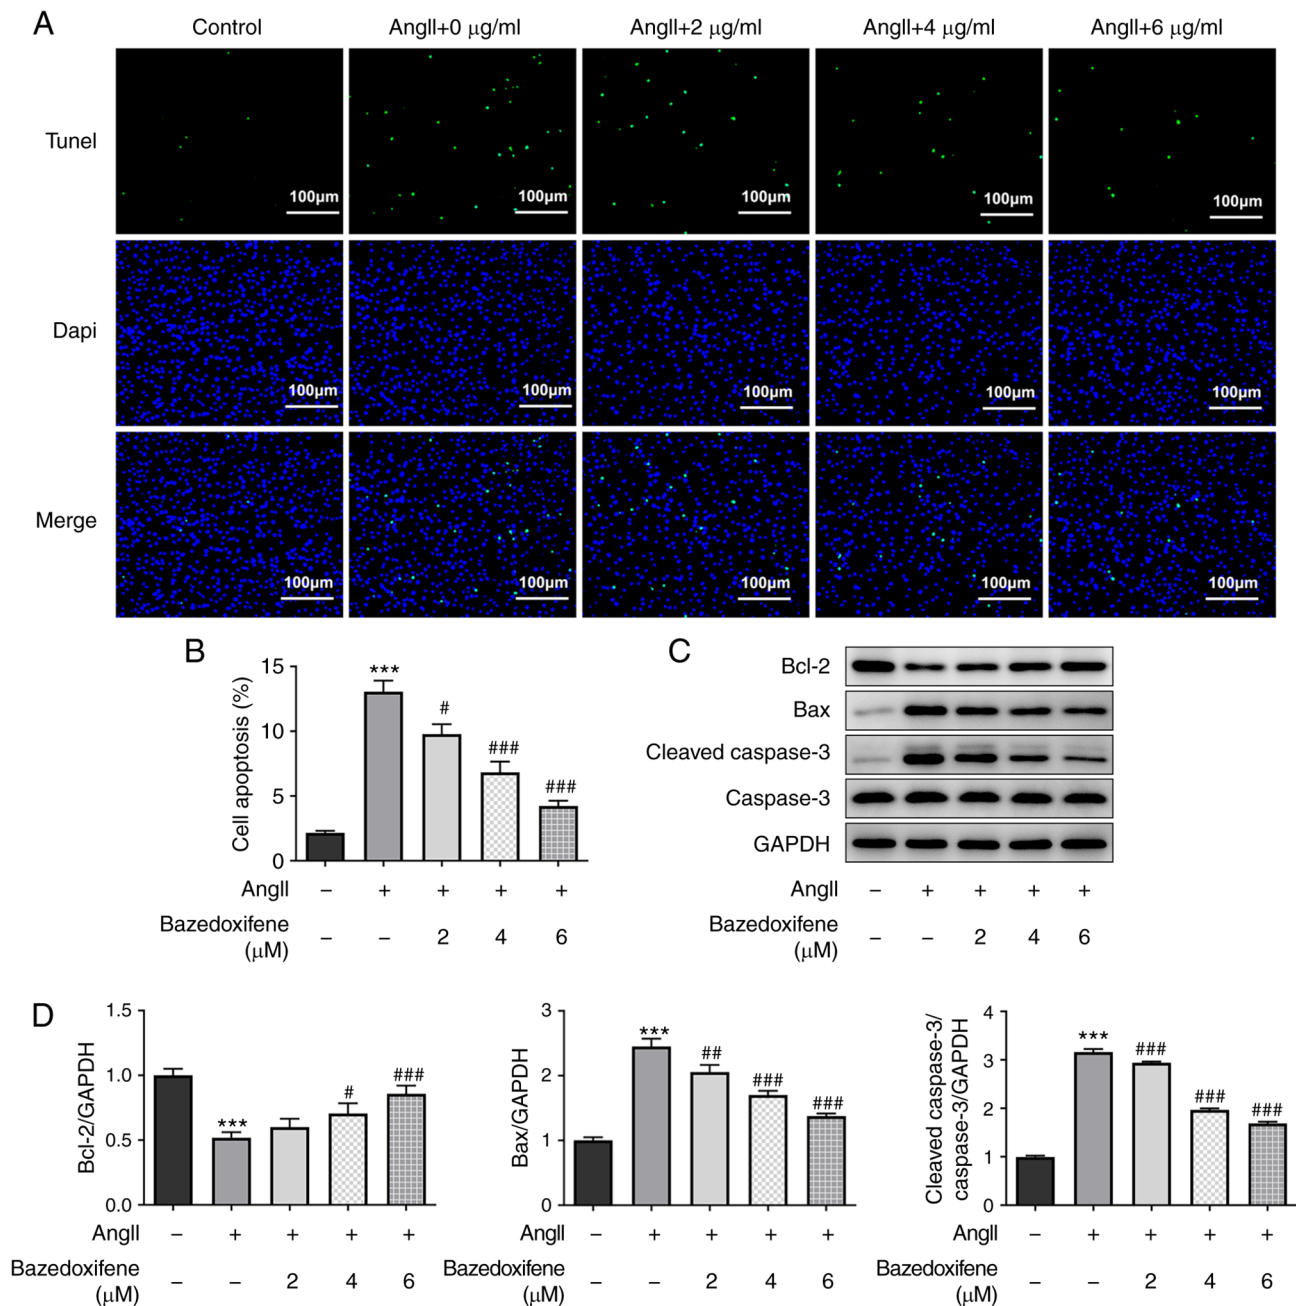 A
Control
AngII+0 μg/ml
AngII+2 μg/ml
AngII+4 μg/ml
AngII+6 μg/ml
Tunel
100μm
100μm
100μm
100μm
100μm
Dapi
100μm
100μm
100μm
100μm
100μm
Merge
100μm
100μm
100μm
100μm
100μm
B
Cell apoptosis (%)
15
10
5
0
***
#
###
###
AngII – + + + +
Bazedoxifene (μM) – – 2 4 6
C
Bcl-2
Bax
Cleaved caspase-3
Caspase-3
GAPDH
AngII – + + + +
Bazedoxifene (μM) – – 2 4 6
D
Bcl-2/GAPDH
1.5
1.0
0.5
0.0
***
#
###
AngII – + + + +
Bazedoxifene (μM) – – 2 4 6
Bax/GAPDH
3
2
1
0
***
##
###
###
AngII – + + + +
Bazedoxifene (μM) – – 2 4 6
Cleaved caspase-3/
caspase-3/GAPDH
4
3
2
1
0
***
###
###
###
AngII – + + + +
Bazedoxifene (μM) – – 2 4 6